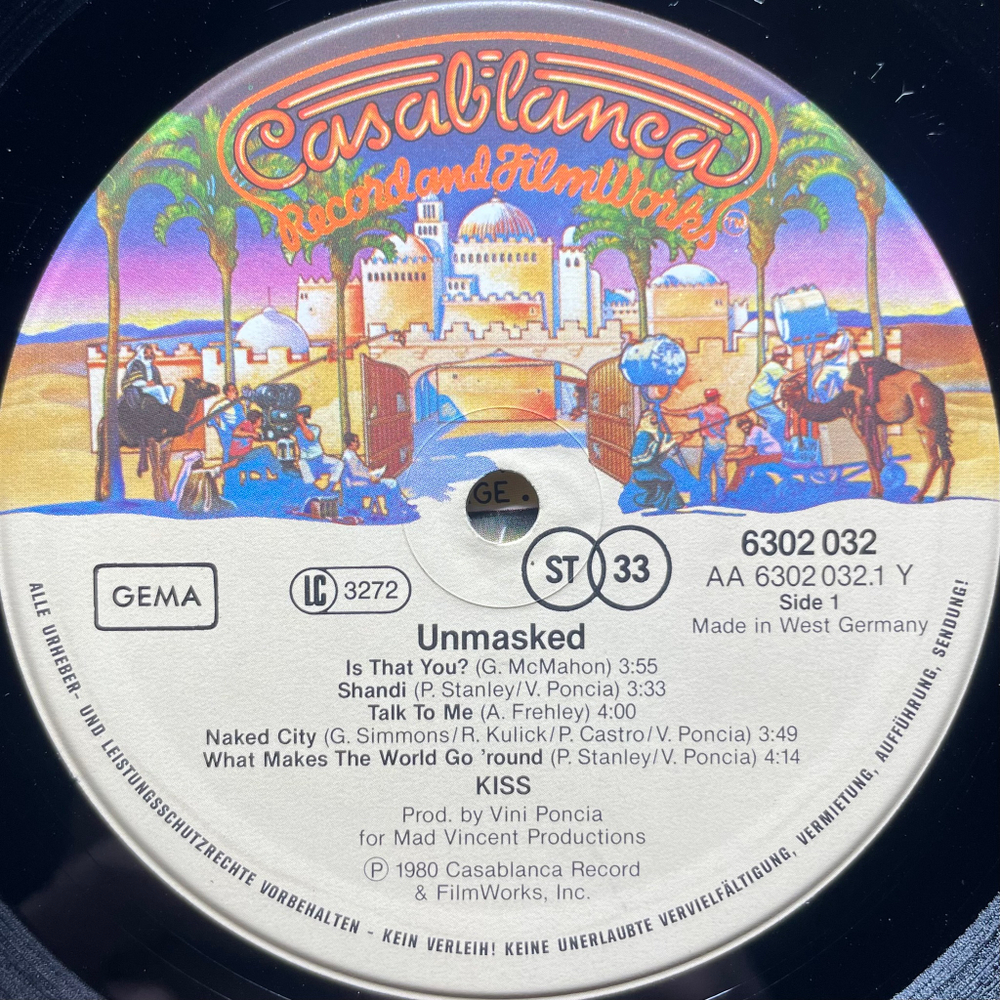 Casablanca
Record and FilmWorks TM
GE .
GEMA
LC 3272
ST 33
6302 032
AA 6302 032.1 Y
Side 1
Made in West Germany
Unmasked
Is That You? (G. McMahon) 3:55
Shandi (P. Stanley/V. Poncia) 3:33
Talk To Me (A. Frehley) 4:00
Naked City (G. Simmons/R. Kulick/P. Castro/V. Poncia) 3:49
What Makes The World Go 'round (P. Stanley/V. Poncia) 4:14
KISS
Prod. by Vini Poncia
for Mad Vincent Productions
℗ 1980 Casablanca Record
& FilmWorks, Inc.
ALLE URHEBER- UND LEISTUNGSSCHUTZRECHTE VORBEHALTEN - KEIN VERLEIH! KEINE UNERLAUBTE VERVIELFÄLTIGUNG, VERMIETUNG, AUFFÜHRUNG, SENDUNG!